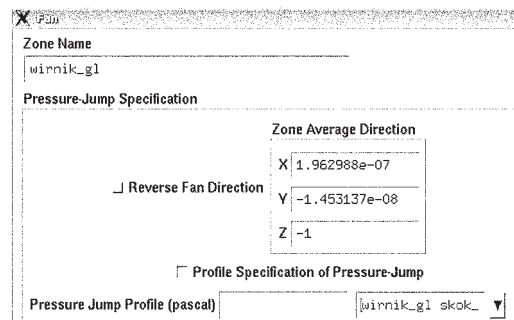 Fan
Zone Name
wirnik_gl
Pressure-Jump Specification
Zone Average Direction
X 1.962988e-07
Reverse Fan Direction
Y -1.453137e-08
Z -1
Profile Specification of Pressure-Jump
Pressure Jump Profile (pascal) wirnik_gl skok_